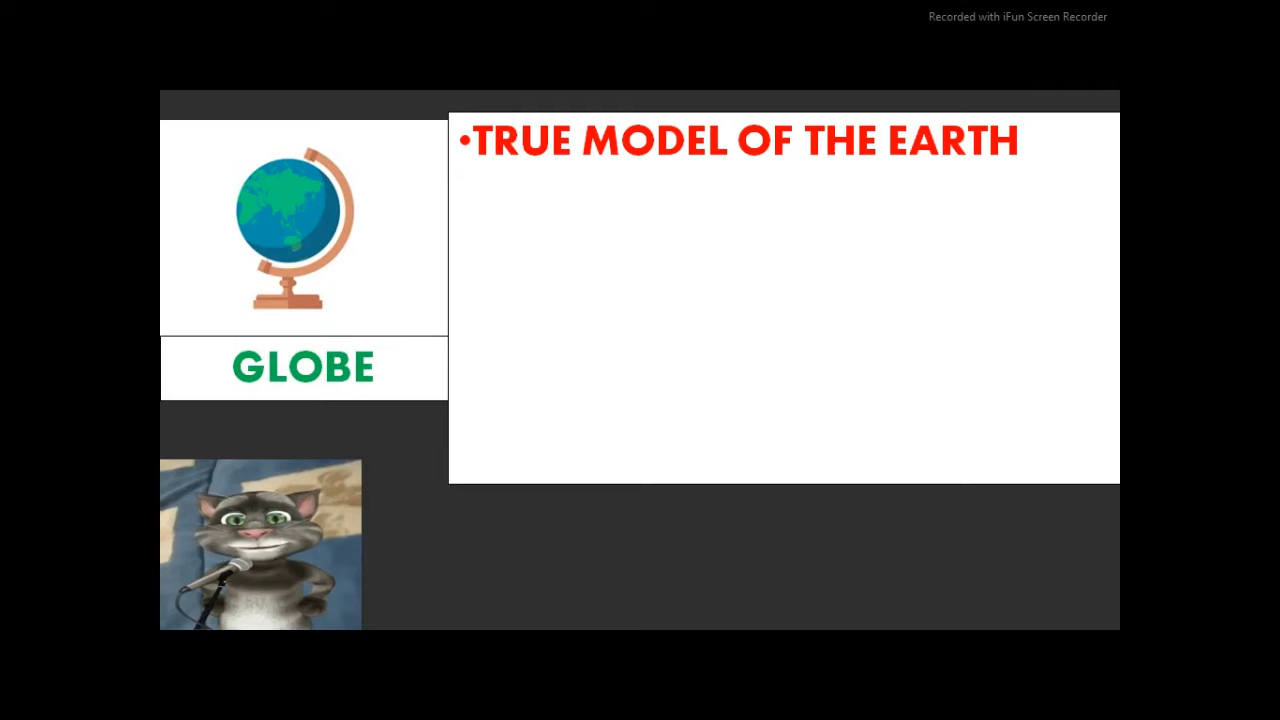 Recorded with iFun Screen Recorder
•TRUE MODEL OF THE EARTH
GLOBE